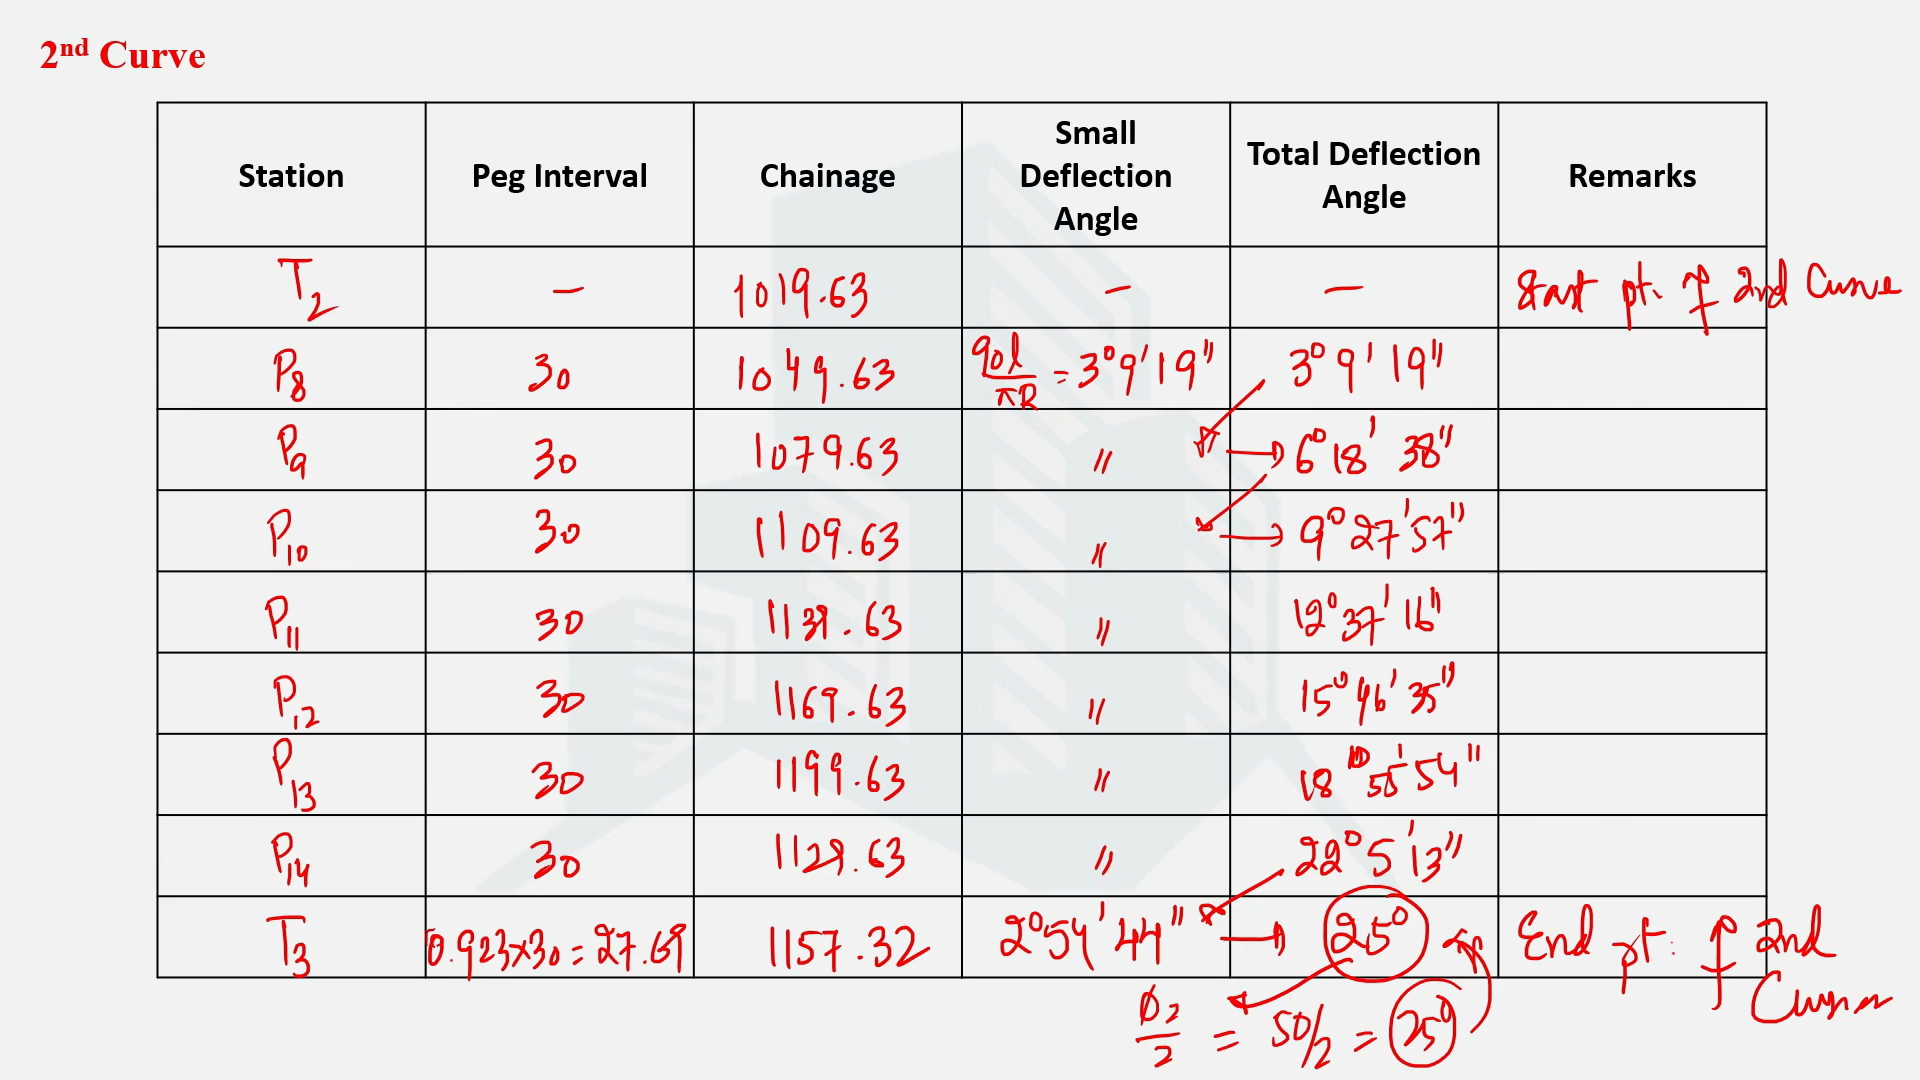 2nd Curve
Station Peg Interval Chainage Small Deflection Angle Total Deflection Angle Remarks
T2 — 1019.63 — — Start pt. of 2nd Curve
P8 30 1049.63 90l/πR = 3°9'19" 3°9'19"
P9 30 1079.63 " 6°18'38"
P10 30 1109.63 " 9°27'57"
P11 30 1139.63 " 12°37'16"
P12 30 1169.63 " 15°46'35"
P13 30 1199.63 " 18°55'54"
P14 30 1129.63 " 22°5'13"
T3 0.923×30=27.69 1157.32 2°54'44" 25° End pt. of 2nd Curve
Ø2/2 = 50/2 = 25°